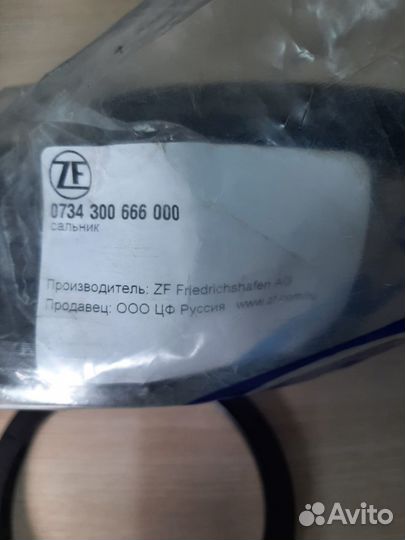 ZF
0734 300 666 000
сальник
Производитель: ZF Friedrichshafen AG
Продавец: ООО ЦФ Руссия
Avito